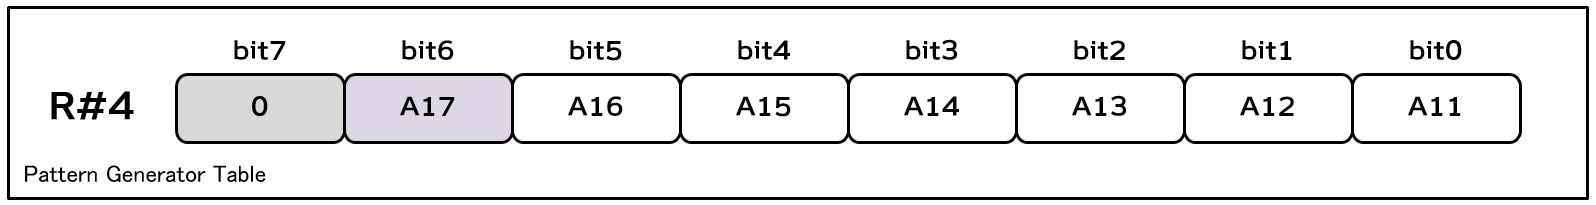 bit7 bit6 bit5 bit4 bit3 bit2 bit1 bit0
R#4 0 A17 A16 A15 A14 A13 A12 A11
Pattern Generator Table